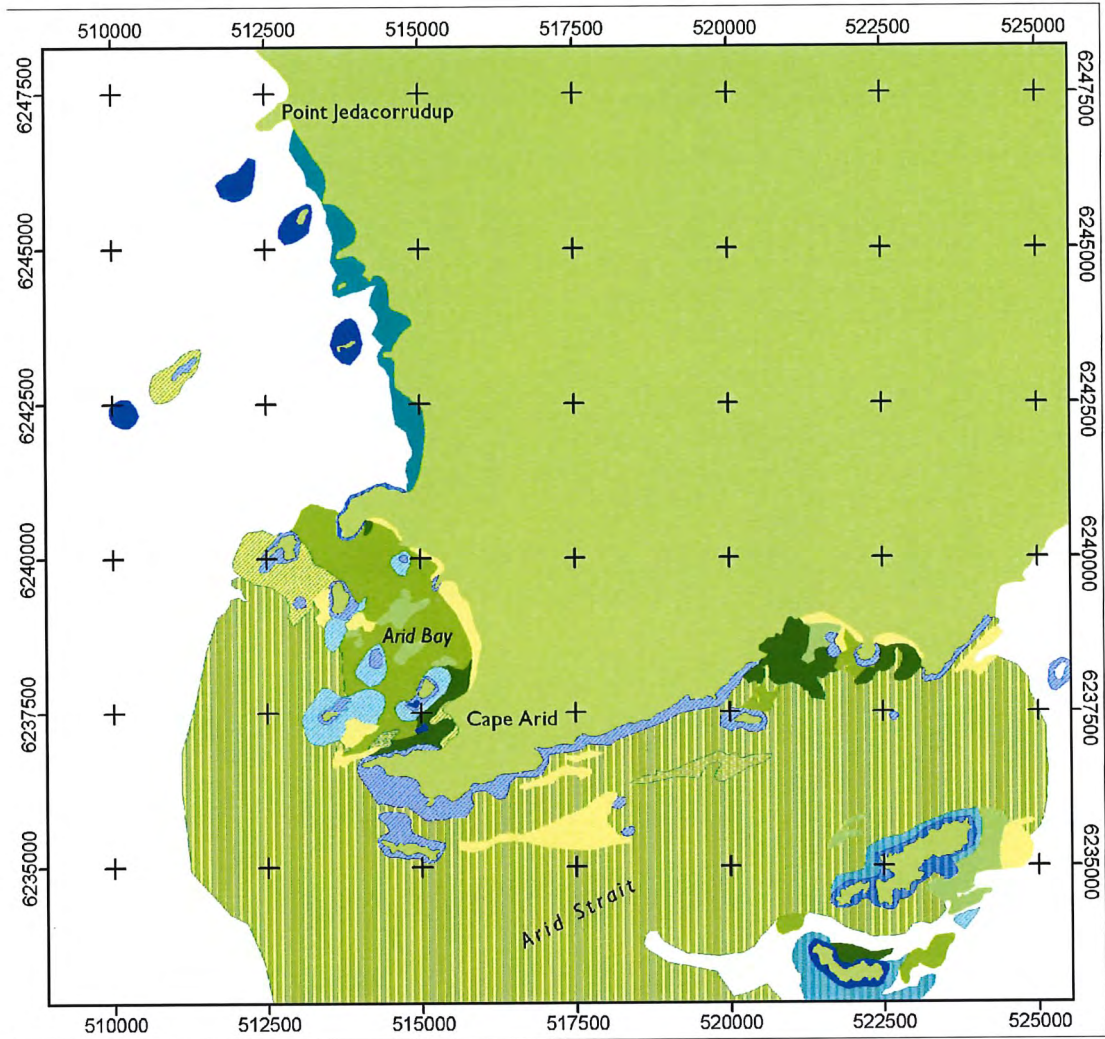 510000 512500 515000 517500 520000 522500 525000
6247500 6247500
Point Jedacorrudup
6245000 6245000
6242500 6242500
6240000 6240000
Arid Bay
6237500 6237500
Cape Arid
6235000 6235000
Arid Strait
510000 512500 515000 517500 520000 522500 525000